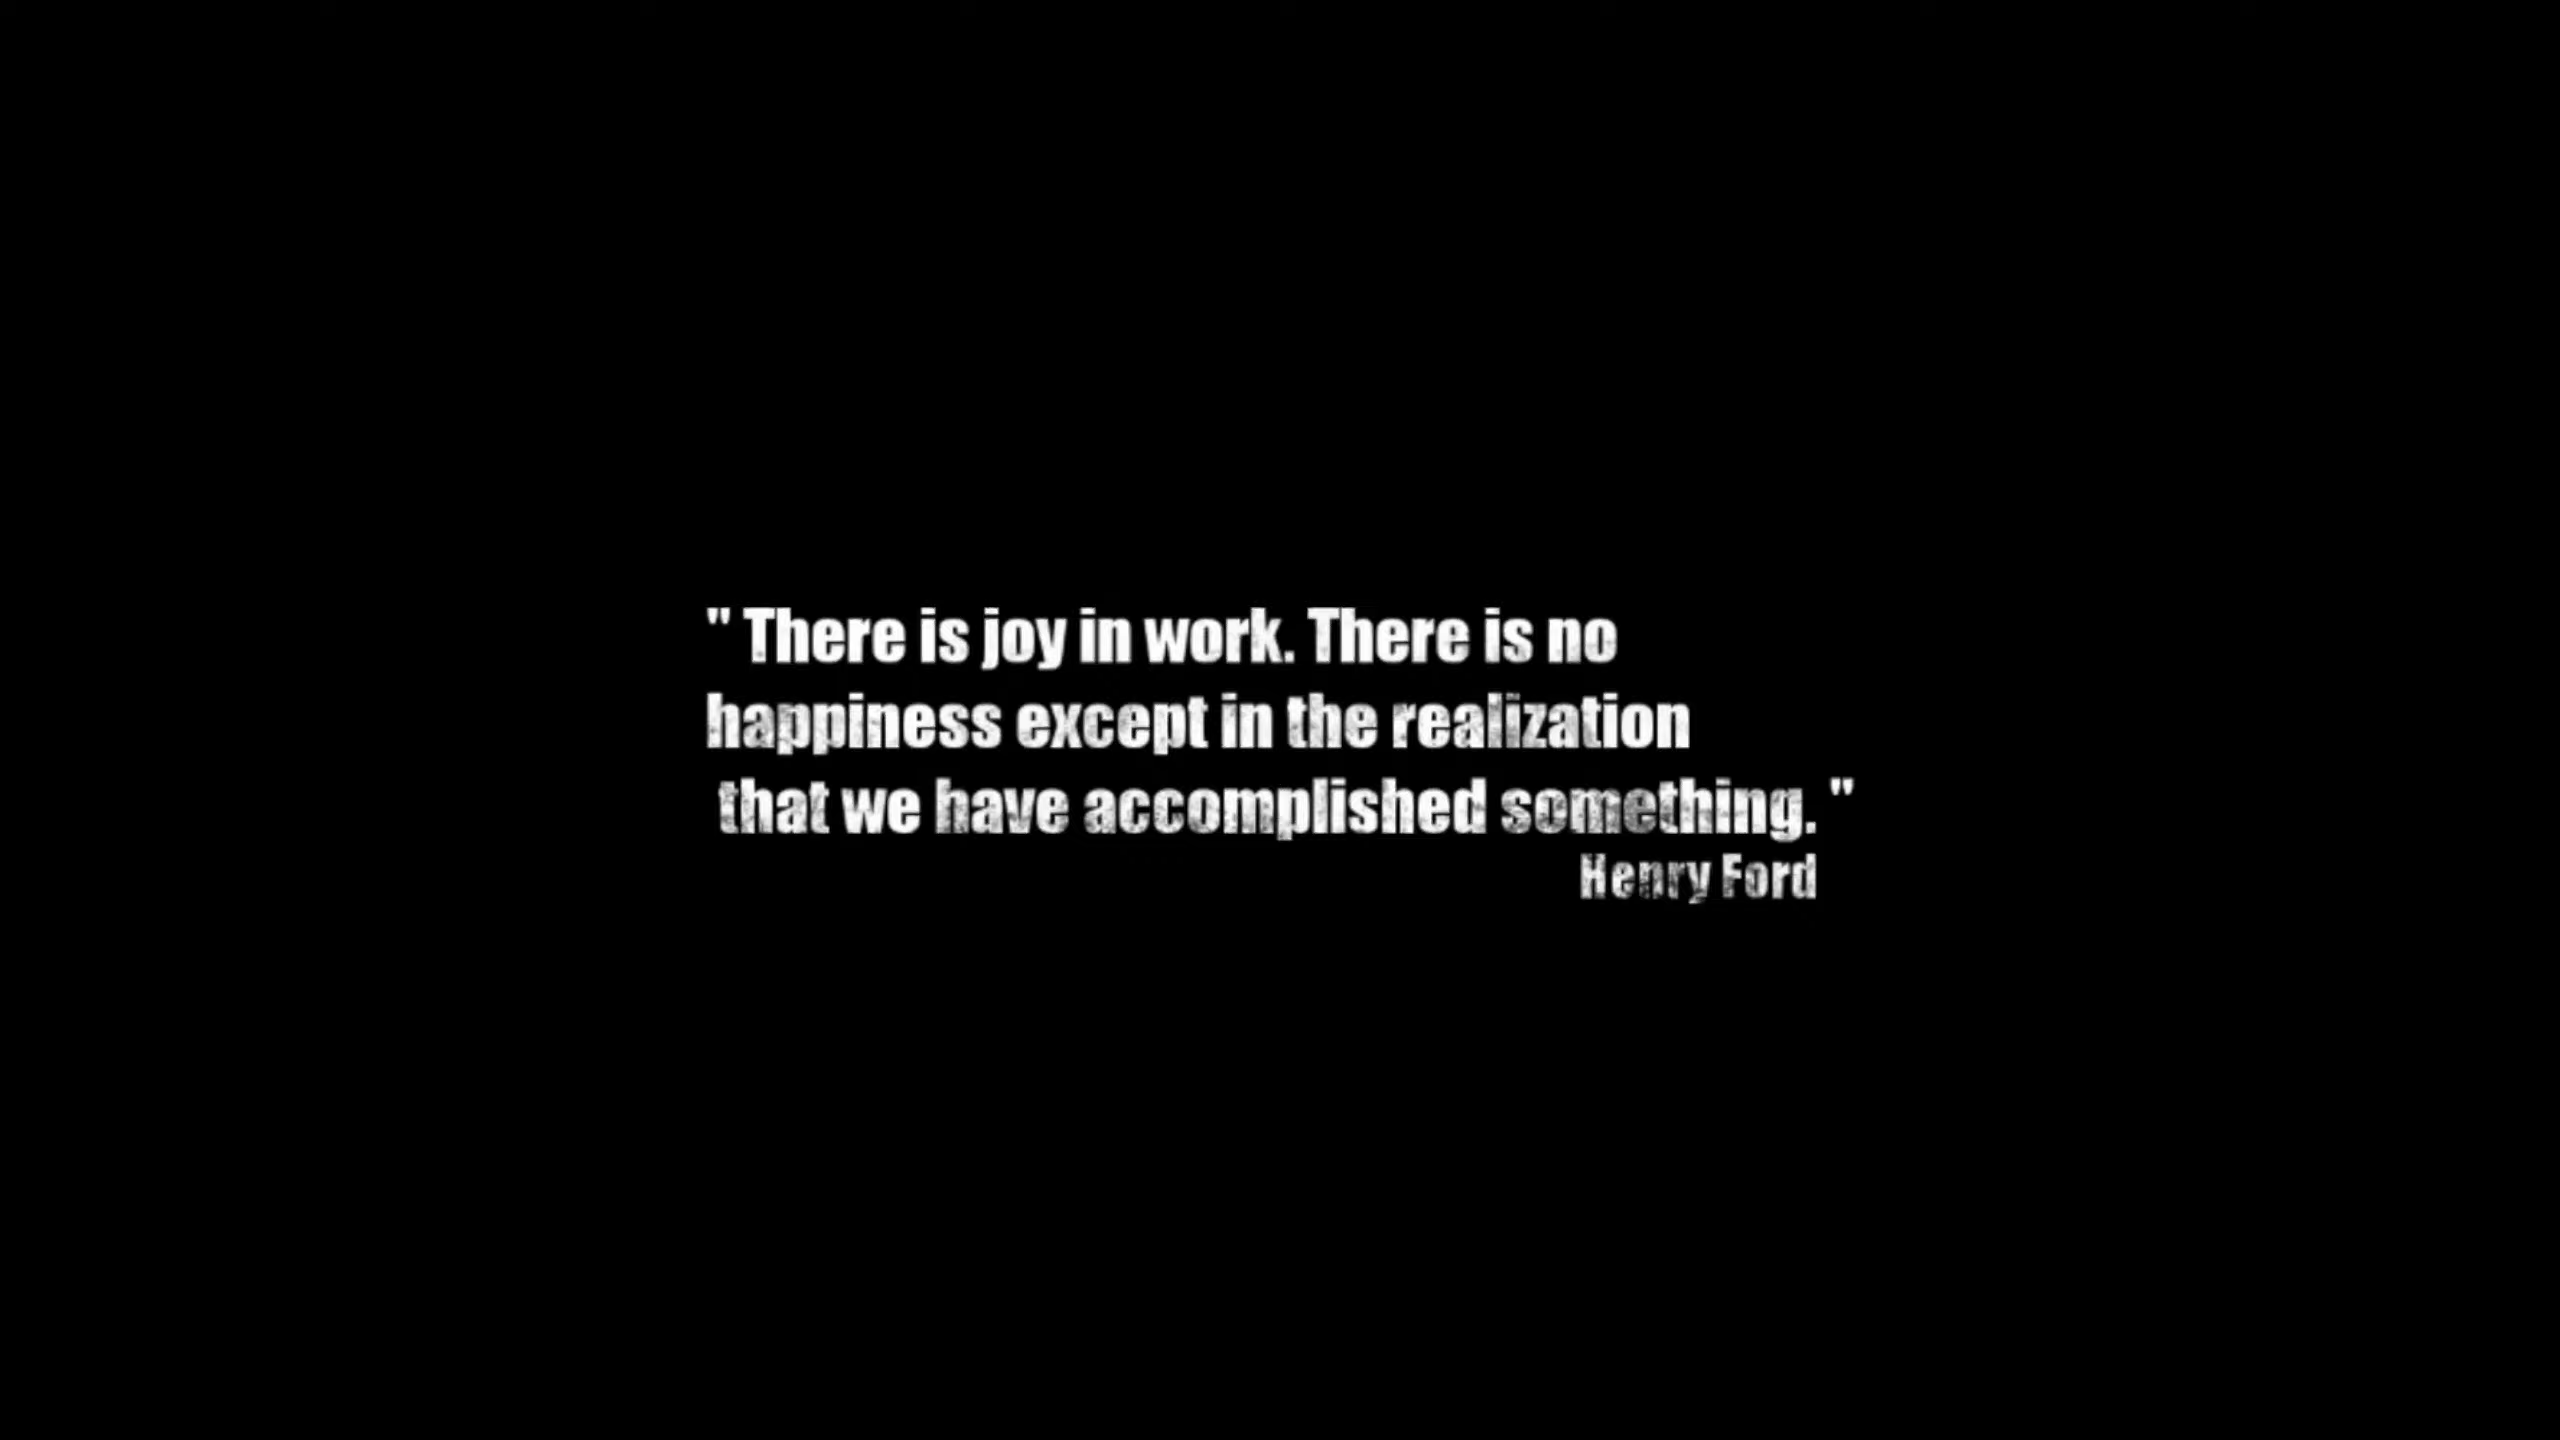 " There is joy in work. There is no
happiness except in the realization
that we have accomplished something. "
Henry Ford